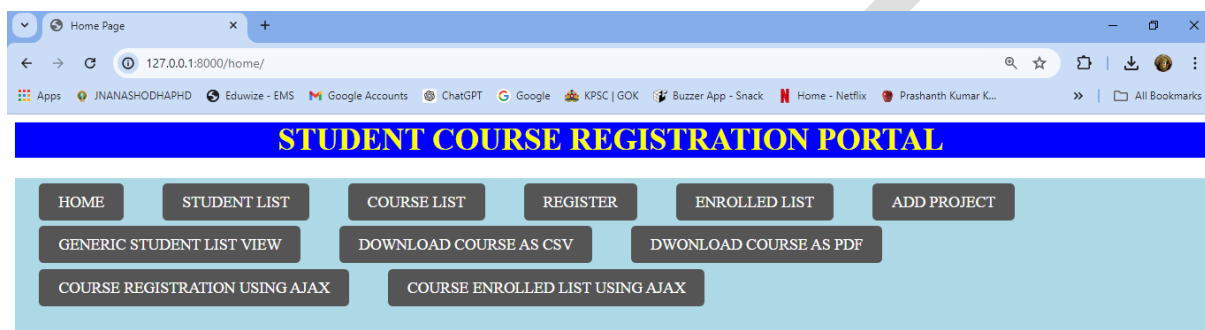 Home Page
127.0.0.1:8000/home/
Apps JNANASHODHAPHD Eduwize - EMS Google Accounts ChatGPT Google KPSC | GOK Buzzer App - Snack Home - Netflix Prashanth Kumar K... » All Bookmarks
STUDENT COURSE REGISTRATION PORTAL
HOME STUDENT LIST COURSE LIST REGISTER ENROLLED LIST ADD PROJECT
GENERIC STUDENT LIST VIEW DOWNLOAD COURSE AS CSV DWONLOAD COURSE AS PDF
COURSE REGISTRATION USING AJAX COURSE ENROLLED LIST USING AJAX